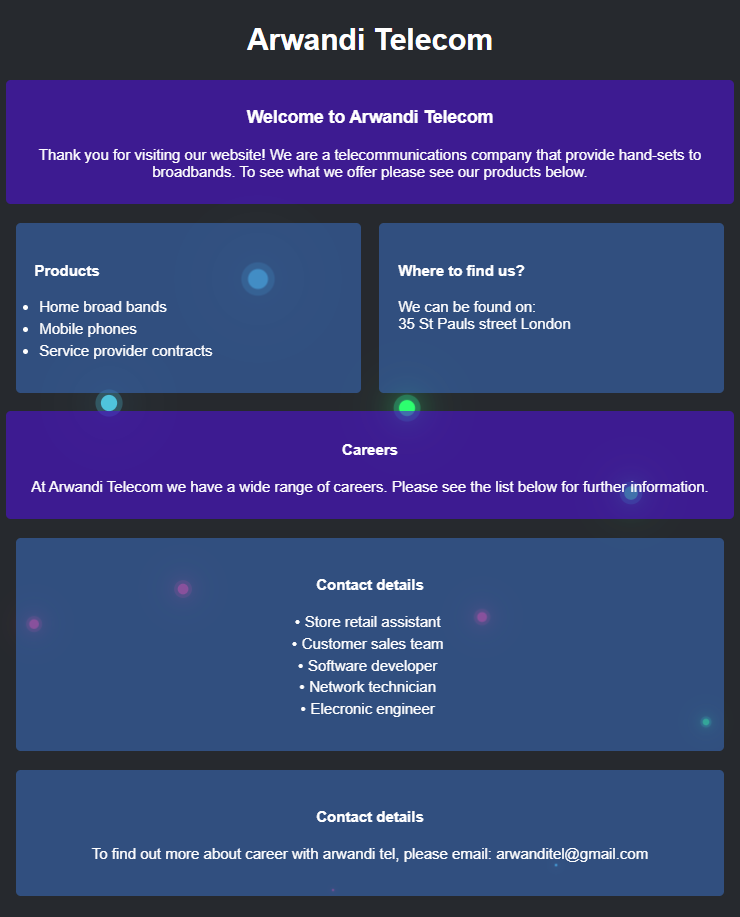 Arwandi Telecom
Welcome to Arwandi Telecom
Thank you for visiting our website! We are a telecommunications company that provide hand-sets to
broadbands. To see what we offer please see our products below.
Products
• Home broad bands
• Mobile phones
• Service provider contracts
Where to find us?
We can be found on:
35 St Pauls street London
Careers
At Arwandi Telecom we have a wide range of careers. Please see the list below for further information.
Contact details
• Store retail assistant
• Customer sales team
• Software developer
• Network technician
• Elecronic engineer
Contact details
To find out more about career with arwandi tel, please email: arwanditel@gmail.com